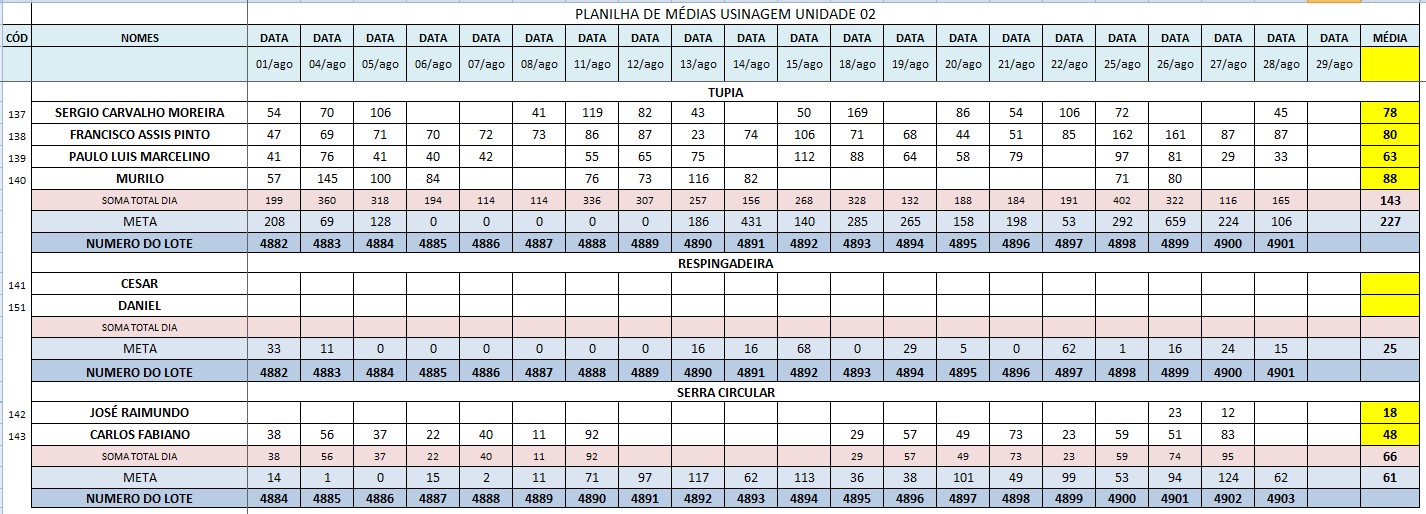 PLANILHA DE MÉDIAS USINAGEM UNIDADE 02
CÓD NOMES DATA DATA DATA DATA DATA DATA DATA DATA DATA DATA DATA DATA DATA DATA DATA DATA DATA DATA DATA DATA DATA MÉDIA
01/ago 04/ago 05/ago 06/ago 07/ago 08/ago 11/ago 12/ago 13/ago 14/ago 15/ago 18/ago 19/ago 20/ago 21/ago 22/ago 25/ago 26/ago 27/ago 28/ago 29/ago
TUPIA
137 SERGIO CARVALHO MOREIRA 54 70 106 41 119 82 43 50 169 86 54 106 72 45 78
138 FRANCISCO ASSIS PINTO 47 69 71 70 72 73 86 87 23 74 106 71 68 44 51 85 162 161 87 87 80
139 PAULO LUIS MARCELINO 41 76 41 40 42 55 65 75 112 88 64 58 79 97 81 29 33 63
140 MURILO 57 145 100 84 76 73 116 82 71 80 88
SOMA TOTAL DIA 199 360 318 194 114 114 336 307 257 156 268 328 132 188 184 191 402 322 116 165 143
META 208 69 128 0 0 0 0 0 186 431 140 285 265 158 198 53 292 659 224 106 227
NUMERO DO LOTE 4882 4883 4884 4885 4886 4887 4888 4889 4890 4891 4892 4893 4894 4895 4896 4897 4898 4899 4900 4901
RESPINGADEIRA
141 CESAR
151 DANIEL
SOMA TOTAL DIA
META 33 11 0 0 0 0 0 0 16 16 68 0 29 5 0 62 1 16 24 15 25
NUMERO DO LOTE 4882 4883 4884 4885 4886 4887 4888 4889 4890 4891 4892 4893 4894 4895 4896 4897 4898 4899 4900 4901
SERRA CIRCULAR
142 JOSÉ RAIMUNDO 23 12 18
143 CARLOS FABIANO 38 56 37 22 40 11 92 29 57 49 73 23 59 51 83 48
SOMA TOTAL DIA 38 56 37 22 40 11 92 29 57 49 73 23 59 74 95 66
META 14 1 0 15 2 11 71 97 117 62 113 36 38 101 49 99 53 94 124 62 61
NUMERO DO LOTE 4884 4885 4886 4887 4888 4889 4890 4891 4892 4893 4894 4895 4896 4897 4898 4899 4900 4901 4902 4903